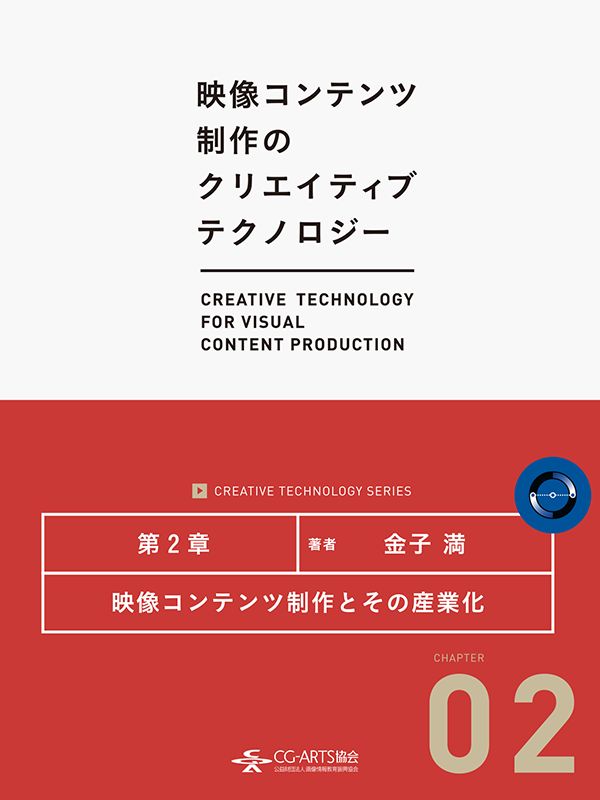 映像コンテンツ
制作の
クリエイティブ
テクノロジー
CREATIVE TECHNOLOGY
FOR VISUAL
CONTENT PRODUCTION
CREATIVE TECHNOLOGY SERIES
第2章
著者 金子 満
映像コンテンツ制作とその産業化
CHAPTER
02
CG-ARTS協会
公益財団法人 画像情報教育振興協会